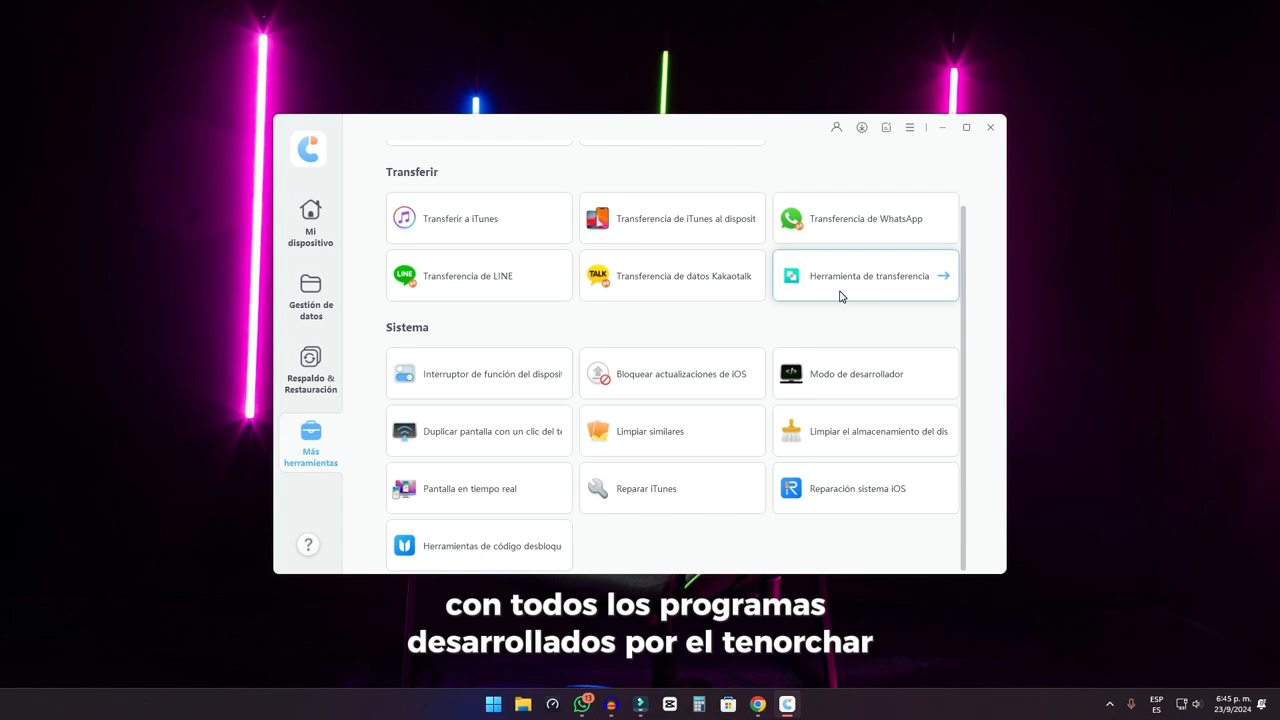 Transferir
Transferir a iTunes
Transferencia de iTunes al disposit
Transferencia de WhatsApp
LINE
Transferencia de LINE
TALK
Transferencia de datos Kakaotalk
Herramienta de transferencia
Mi
dispositivo
Gestión de
datos
Respaldo &
Restauración
Más
herramientas
?
Sistema
Interruptor de función del disposit
Bloquear actualizaciones de iOS
</>
Modo de desarrollador
Duplicar pantalla con un clic del te
Limpiar similares
Limpiar el almacenamiento del dis
Pantalla en tiempo real
Reparar iTunes
Reparación sistema iOS
Herramientas de código desbloqu
con todos los programas
desarrollados por el tenorchar
13
ESP
ES
6:45 p. m.
23/9/2024